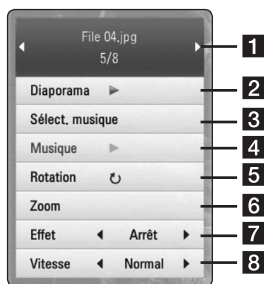 File 04.jpg 1
5/8
Diaporama 2
Sélect. musique 3
Musique 4
Rotation 5
Zoom 6
Effet Arrêt 7
Vitesse Normal 8